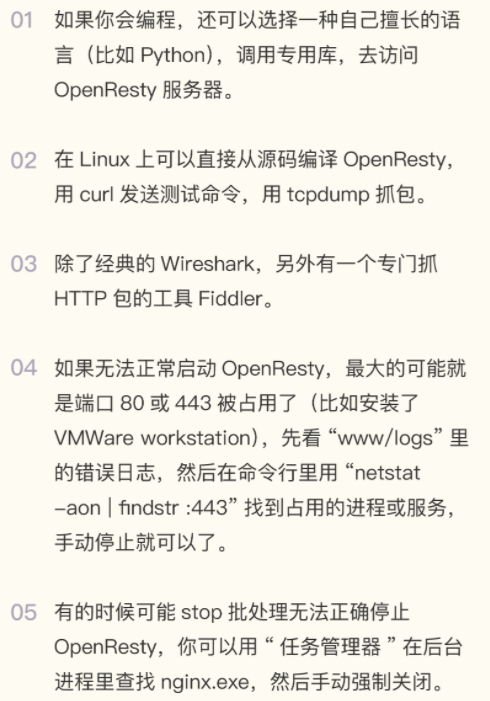 01 如果你会编程，还可以选择一种自己擅长的语
言（比如 Python），调用专用库，去访问
OpenResty 服务器。
02 在 Linux 上可以直接从源码编译 OpenResty，
用 curl 发送测试命令，用 tcpdump 抓包。
03 除了经典的 Wireshark，另外有一个专门抓
HTTP 包的工具 Fiddler。
04 如果无法正常启动 OpenResty，最大的可能就
是端口 80 或 443 被占用了（比如安装了
VMWare workstation），先看 “www/logs” 里
的错误日志，然后在命令行里用 “netstat
-aon | findstr :443” 找到占用的进程或服务，
手动停止就可以了。
05 有的时候可能 stop 批处理无法正确停止
OpenResty，你可以用 “ 任务管理器 ” 在后台
进程里查找 nginx.exe，然后手动强制关闭。